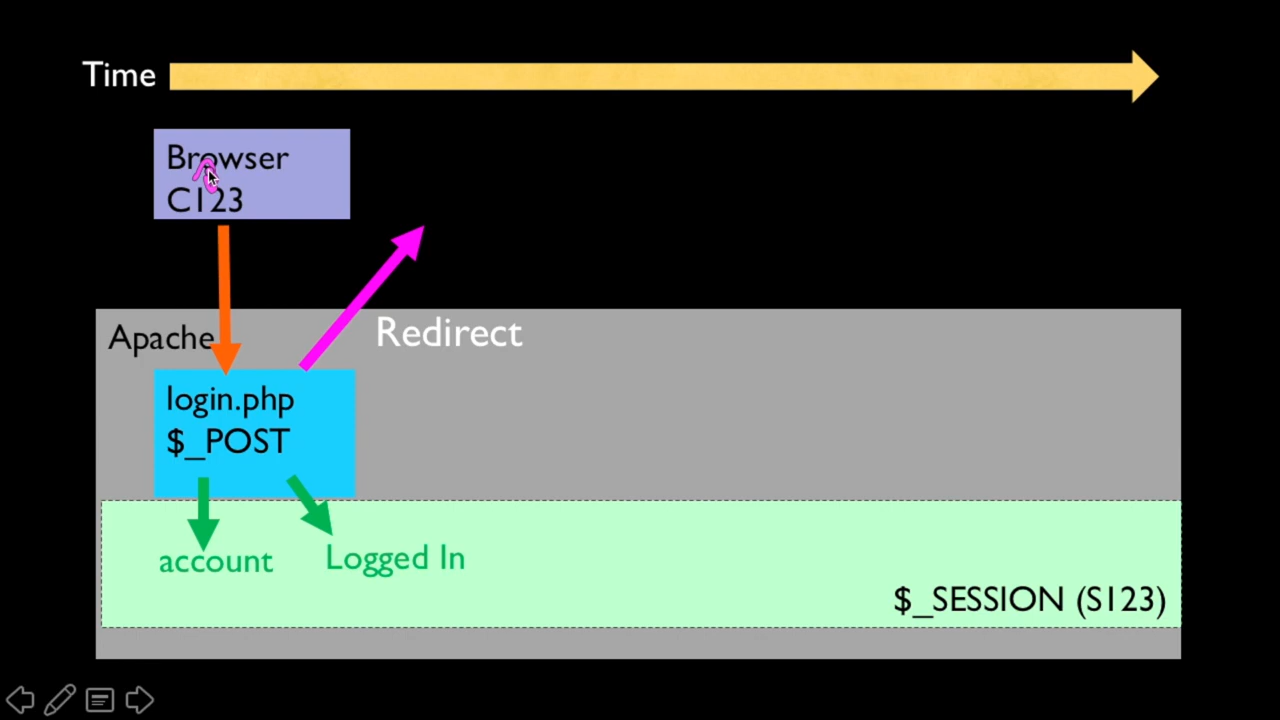 Time
Browser
C123
Apache
Redirect
login.php
$_POST
account
Logged In
$_SESSION (S123)